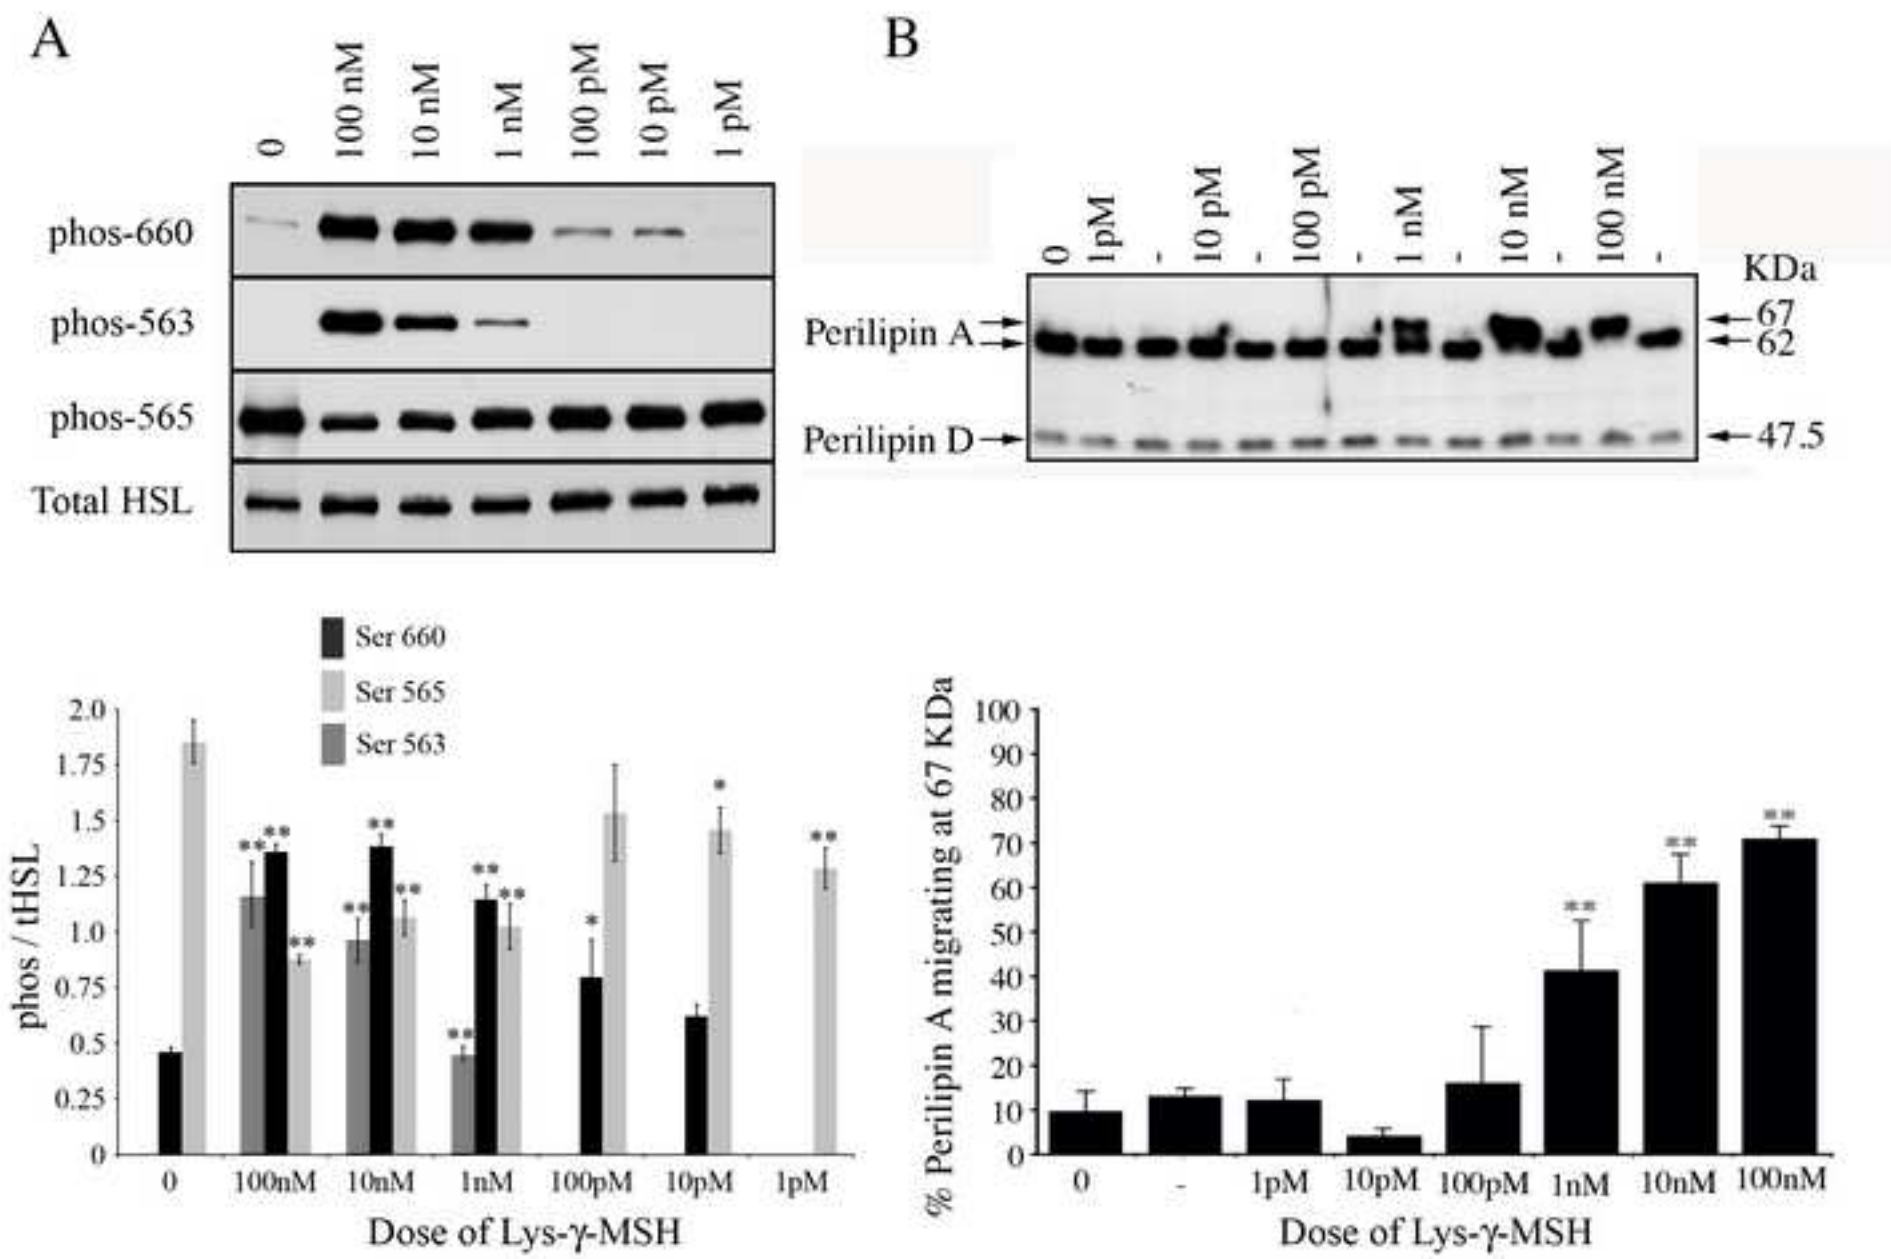 A
0 100 nM 10 nM 1 nM 100 pM 10 pM 1 pM
phos-660
phos-563
phos-565
Total HSL
B
0 1pM - 10 pM - 100 pM - 1 nM - 10 nM - 100 nM -
KDa
Perilipin A
67
62
Perilipin D
47.5
Ser 660
Ser 565
Ser 563
phos / tHSL
2.0
1.75
1.5
1.25
1.0
0.75
0.5
0.25
0
** ** **
** ** **
** ** **
*
*
**
0 100nM 10nM 1nM 100pM 10pM 1pM
Dose of Lys-γ-MSH
% Perilipin A migrating at 67 KDa
100
90
80
70
60
50
40
30
20
10
0
** ** **
0 - 1pM 10pM 100pM 1nM 10nM 100nM
Dose of Lys-γ-MSH